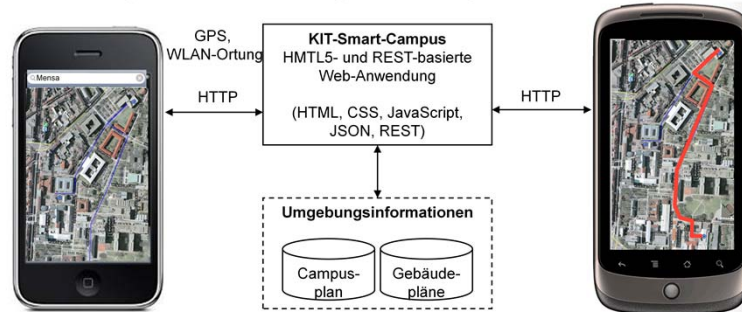 Mensa
GPS,
WLAN-Ortung
HTTP
KIT-Smart-Campus
HMTL5- und REST-basierte
Web-Anwendung
(HTML, CSS, JavaScript,
JSON, REST)
HTTP
Umgebungsinformationen
Campus-
plan
Gebäude-
pläne